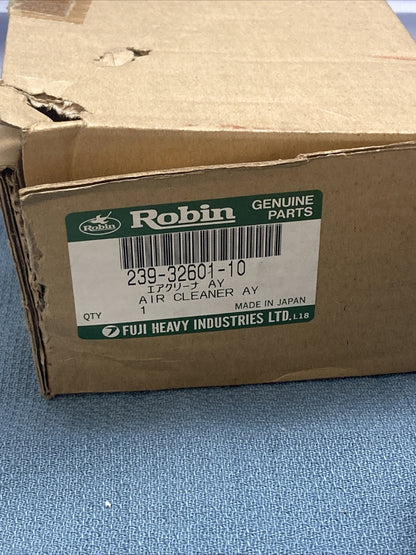 Robin
Robin
GENUINE
PARTS
239-32601-10
エアクリーナ AY
AIR CLEANER AY
QTY
1
MADE IN JAPAN
FUJI HEAVY INDUSTRIES LTD. L18